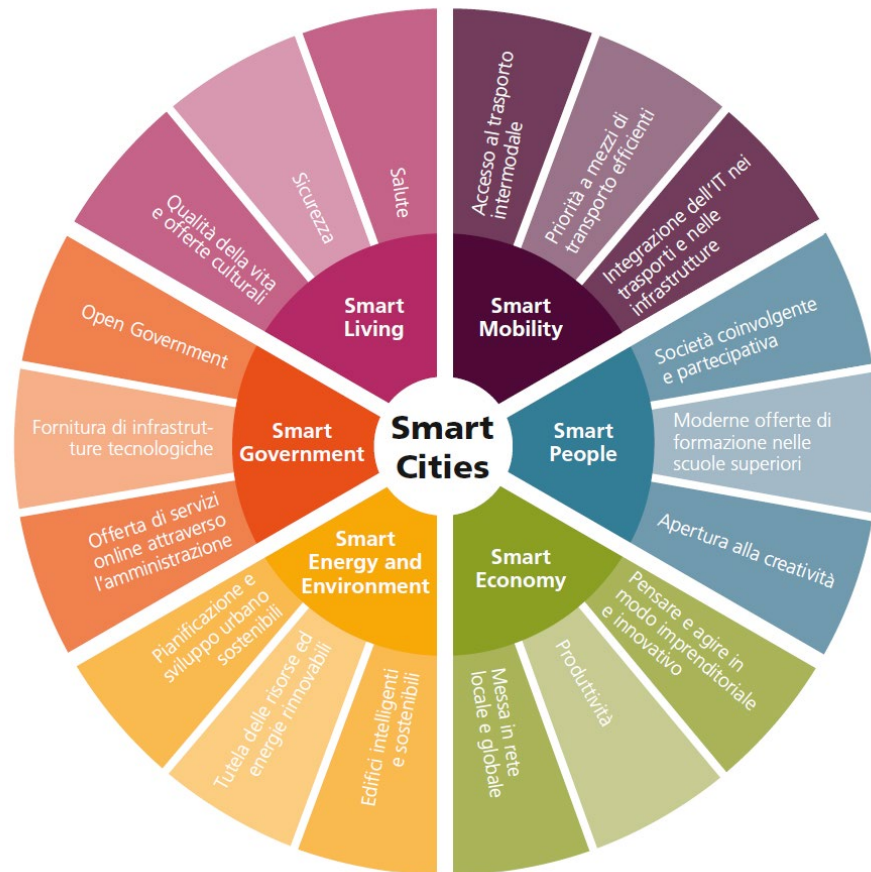 Smart
Cities
Smart
Mobility
Accesso al trasporto
intermodale
Priorità a mezzi di
trasporto efficienti
Integrazione dell'IT nei
trasporti e nelle
infrastrutture
Smart
People
Società coinvolgente
e partecipativa
Moderne offerte di
formazione nelle
scuole superiori
Apertura alla creatività
Smart
Economy
Pensare e agire in
modo imprenditoriale
e innovativo
Produttività
Messa in rete
locale e globale
Smart
Energy and
Environment
Edifici intelligenti
e sostenibili
Tutela delle risorse ed
energie rinnovabili
Pianificazione e
sviluppo urbano
sostenibili
Smart
Government
Offerta di servizi
online attraverso
l'amministrazione
Fornitura di infrastrut-
ture tecnologiche
Open Government
Smart
Living
Qualità della vita
e offerte culturali
Sicurezza
Salute